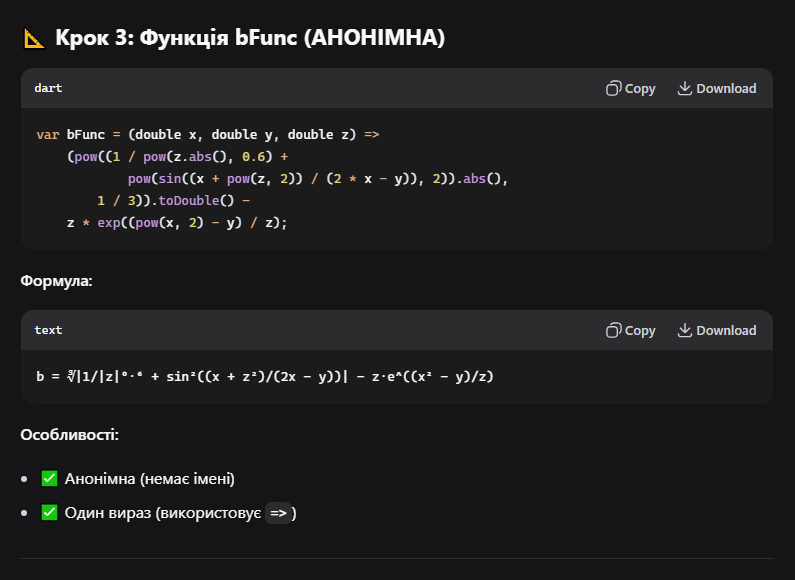 📐 Крок 3: Функція bFunc (АНОНІМНА)
dart
Copy
Download
var bFunc = (double x, double y, double z) =>
    (pow((1 / pow(z.abs(), 0.6) +
            pow(sin((x + pow(z, 2)) / (2 * x - y)), 2)).abs(),
        1 / 3)).toDouble() -
    z * exp((pow(x, 2) - y) / z);
Формула:
text
Copy
Download
b = ∛|1/|z|⁰·⁶ + sin²((x + z²)/(2x - y))| - z·e^((x² - y)/z)
Особливості:
• ✅ Анонімна (немає імені)
• ✅ Один вираз (використовує =>)